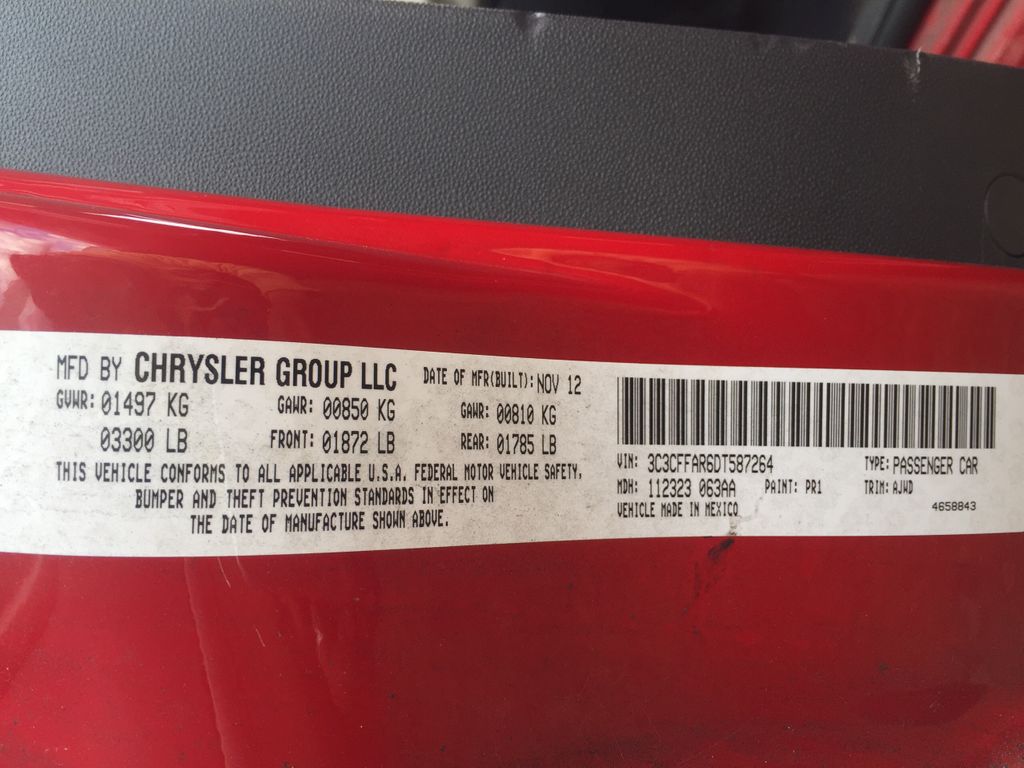 MFD BY CHRYSLER GROUP LLC DATE OF MFR(BUILT): NOV 12
GVWR: 01497 KG GAWR: 00850 KG GAWR: 00810 KG
03300 LB FRONT: 01872 LB REAR: 01785 LB
THIS VEHICLE CONFORMS TO ALL APPLICABLE U.S.A. FEDERAL MOTOR VEHICLE SAFETY,
BUMPER AND THEFT PREVENTION STANDARDS IN EFFECT ON
THE DATE OF MANUFACTURE SHOWN ABOVE.
VIN: 3C3CFFAR6DT587264 TYPE: PASSENGER CAR
MDH: 112323 063AA PAINT: PR1 TRIM: AJWD
VEHICLE MADE IN MEXICO 4658843